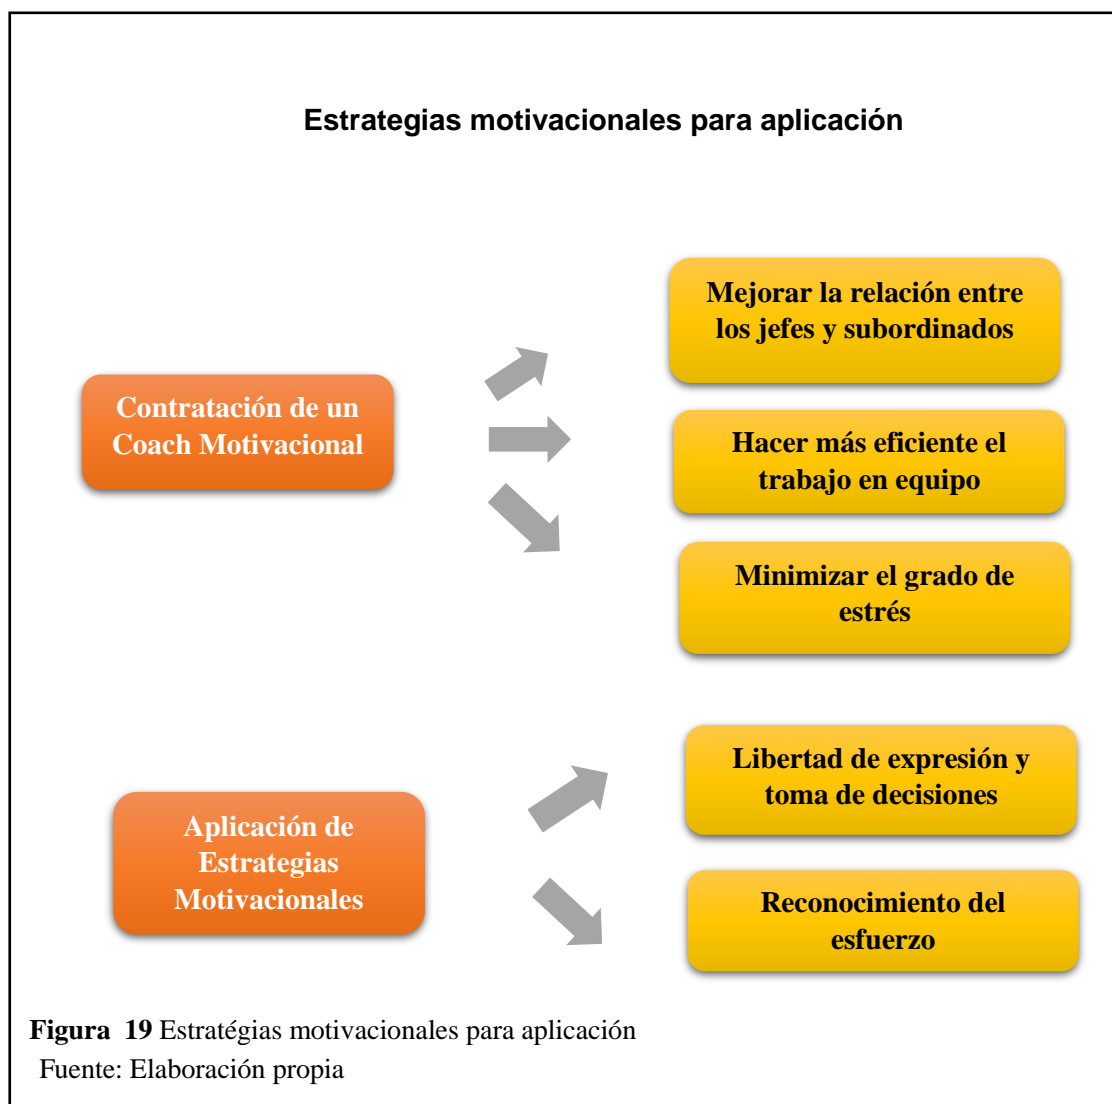 Estrategias motivacionales para aplicación
Mejorar la relación entre
los jefes y subordinados
Contratación de un
Coach Motivacional
Hacer más eficiente el
trabajo en equipo
Minimizar el grado de
estrés
Libertad de expresión y
toma de decisiones
Aplicación de
Estrategias
Motivacionales
Reconocimiento del
esfuerzo
Figura 19 Estratégias motivacionales para aplicación
Fuente: Elaboración propia